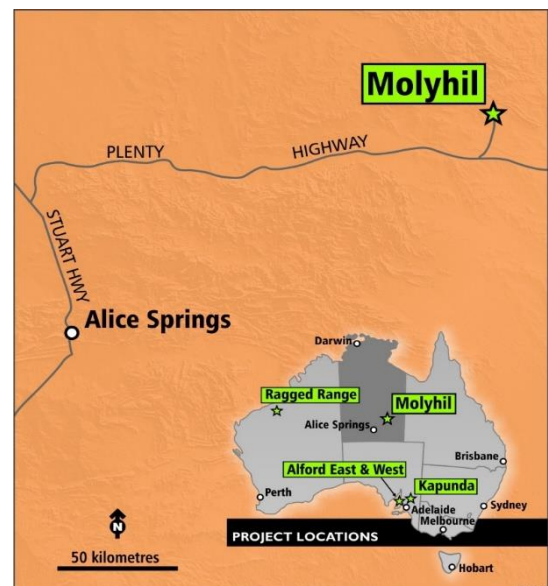 Molyhil
PLENTY HIGHWAY
STUART HWY
Alice Springs
Darwin
Ragged Range
Molyhil
Alice Springs
Brisbane
Alford East & West
Kapunda
Perth
Adelaide
Sydney
Melbourne
N
PROJECT LOCATIONS
50 kilometres
Hobart